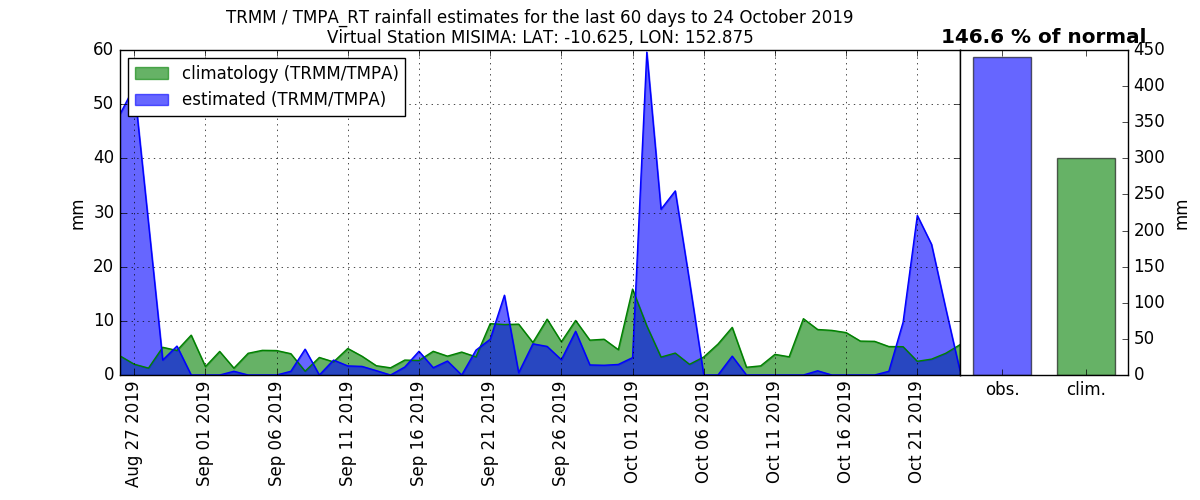 TRMM / TMPA_RT rainfall estimates for the last 60 days to 24 October 2019
Virtual Station MISIMA: LAT: -10.625, LON: 152.875
146.6 % of normal
climatology (TRMM/TMPA)
estimated (TRMM/TMPA)
60
50
40
30
20
10
0
mm
450
400
350
300
250
200
150
100
50
0
mm
obs.
clim.
Aug 27 2019
Sep 01 2019
Sep 06 2019
Sep 11 2019
Sep 16 2019
Sep 21 2019
Sep 26 2019
Oct 01 2019
Oct 06 2019
Oct 11 2019
Oct 16 2019
Oct 21 2019